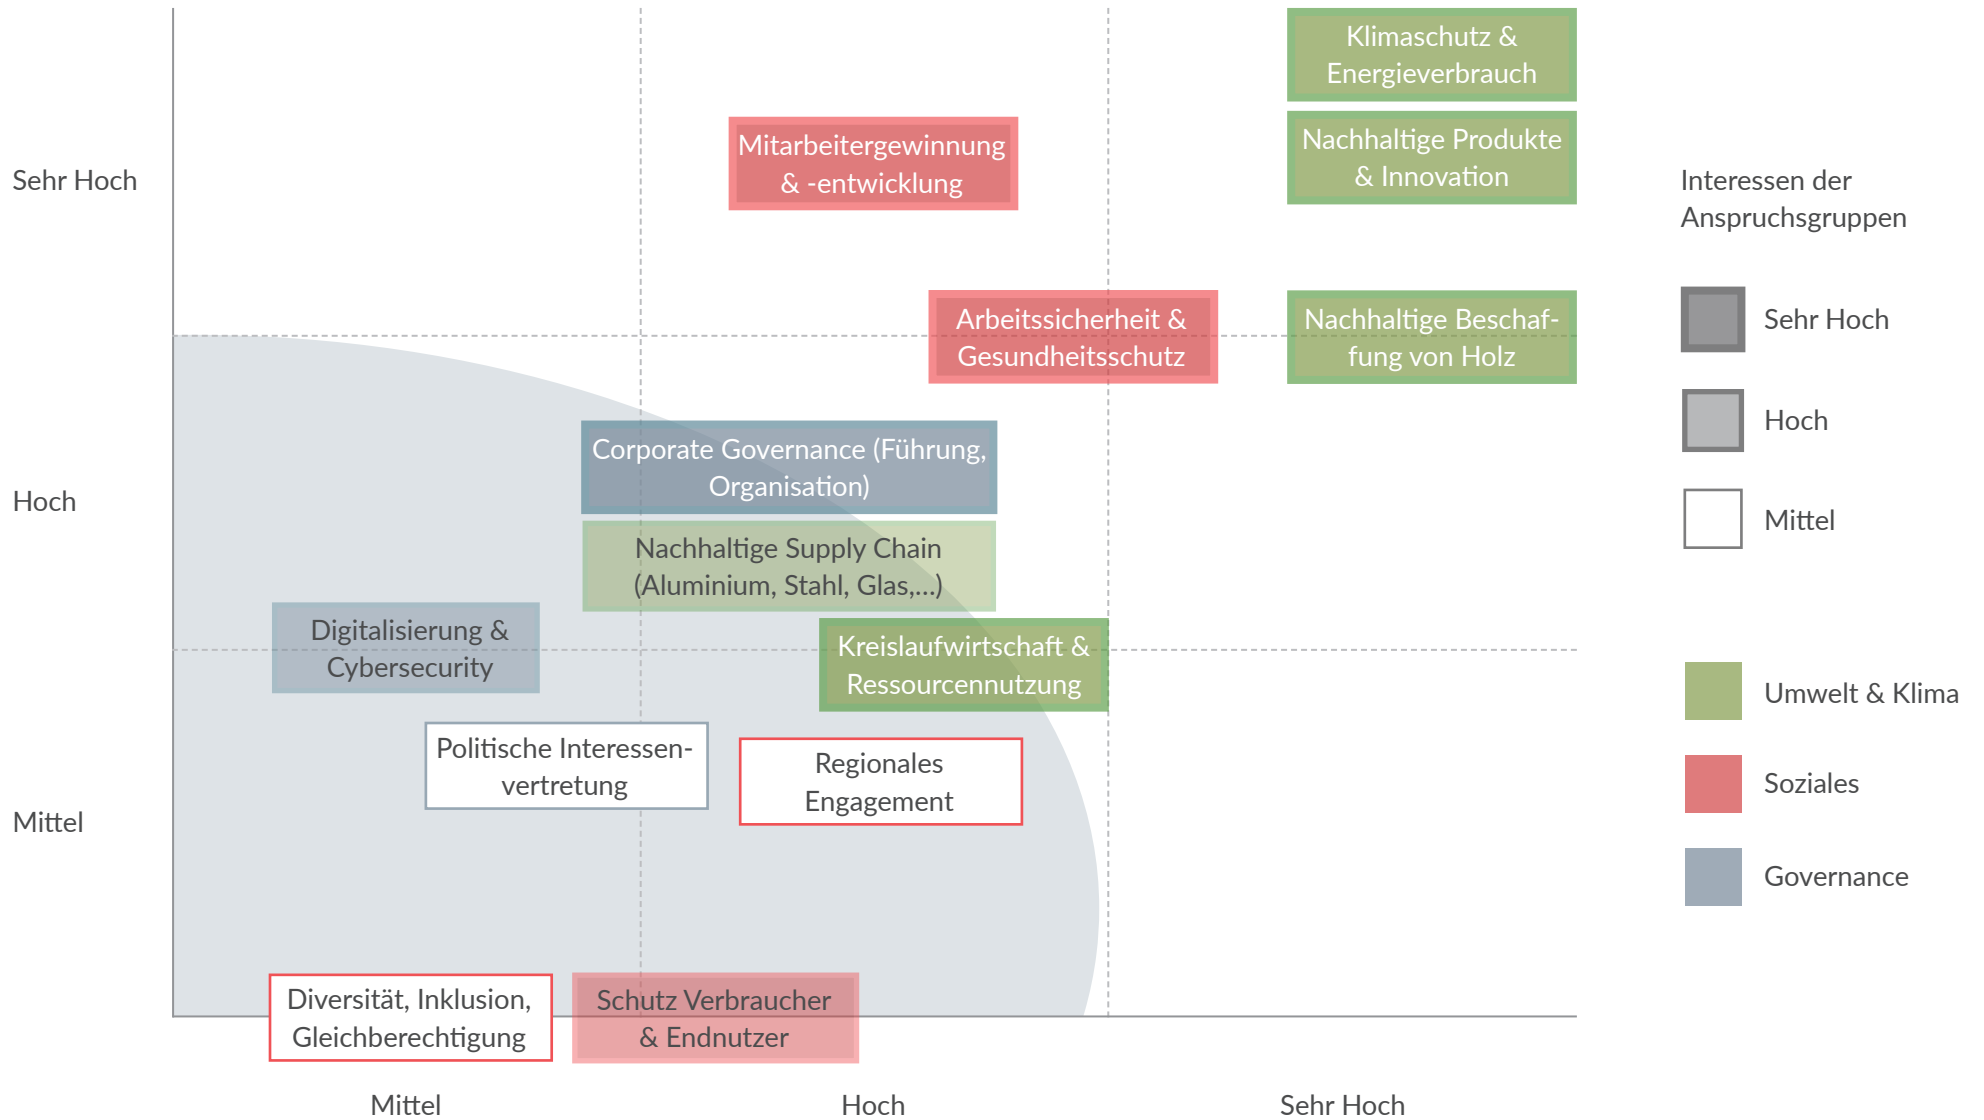 Klimaschutz &
Energieverbrauch
Nachhaltige Produkte
& Innovation
Mitarbeitergewinnung
& -entwicklung
Sehr Hoch
Arbeitssicherheit &
Gesundheitsschutz
Nachhaltige Beschaf-
fung von Holz
Corporate Governance (Führung,
Organisation)
Hoch
Nachhaltige Supply Chain
(Aluminium, Stahl, Glas,...)
Digitalisierung &
Cybersecurity
Kreislaufwirtschaft &
Ressourcennutzung
Politische Interessen-
vertretung
Regionales
Engagement
Mittel
Diversität, Inklusion,
Gleichberechtigung
Schutz Verbraucher
& Endnutzer
Mittel
Hoch
Sehr Hoch
Interessen der
Anspruchsgruppen
Sehr Hoch
Hoch
Mittel
Umwelt & Klima
Soziales
Governance